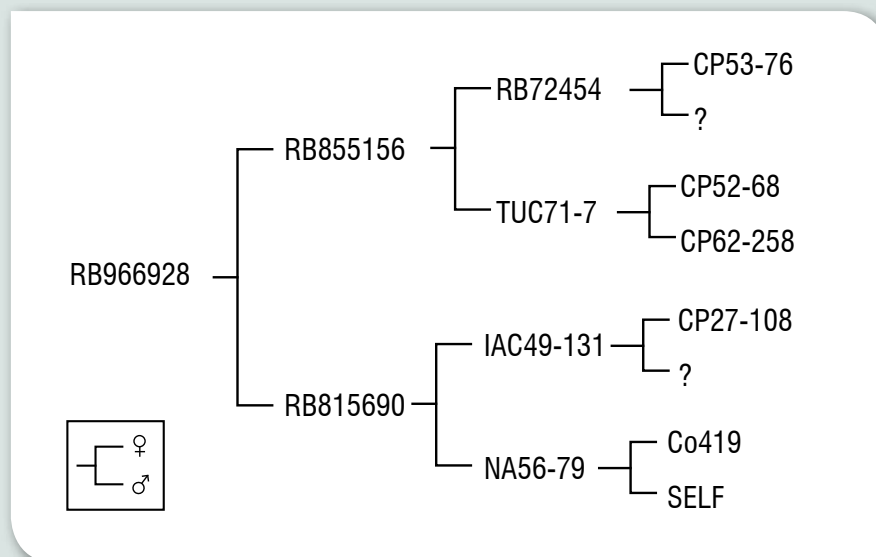 CP53-76
RB72454
?
RB855156
CP52-68
TUC71-7
CP62-258
RB966928
CP27-108
IAC49-131
?
RB815690
Co419
NA56-79
SELF
♀
♂